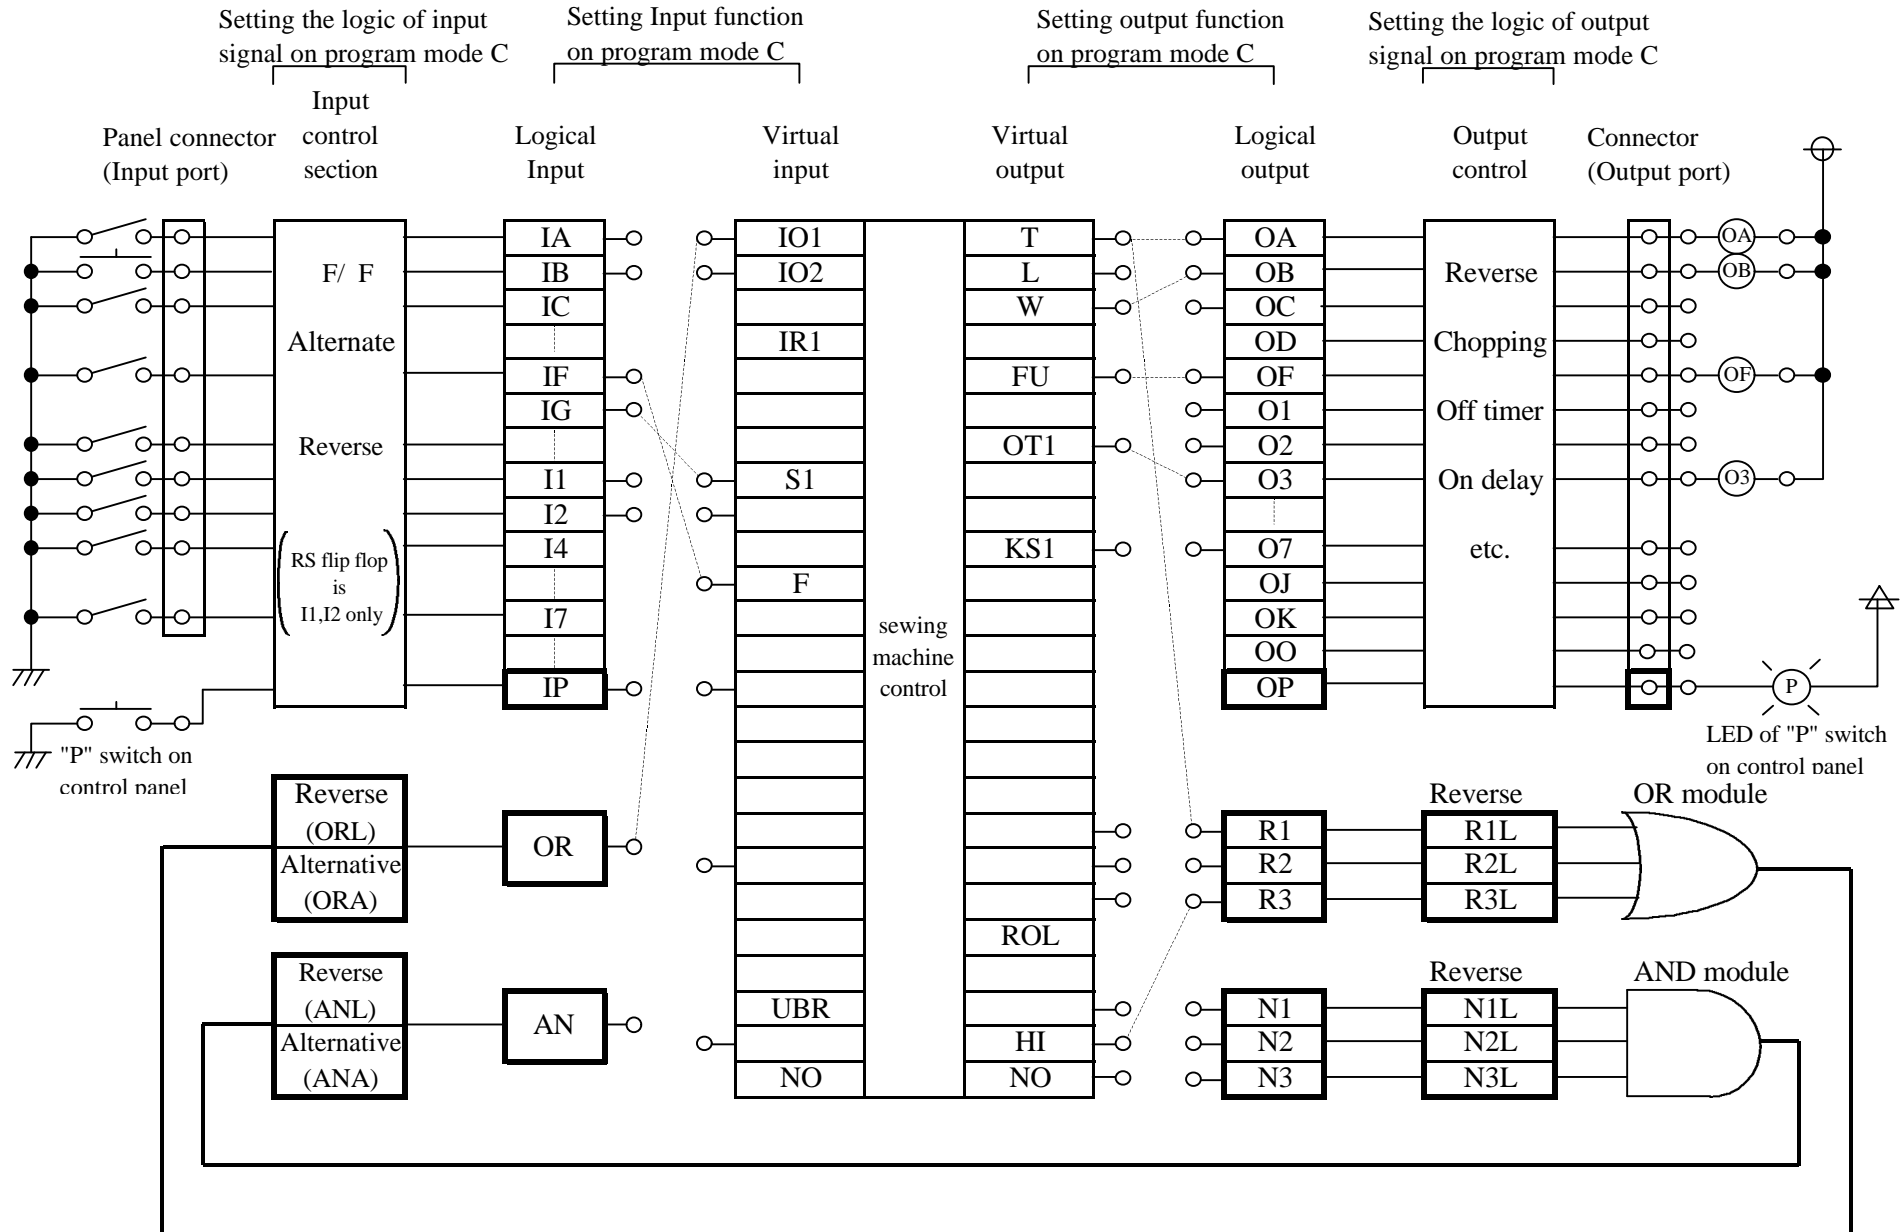 Setting the logic of input
signal on program mode C
Setting Input function
on program mode C
Setting output function
on program mode C
Setting the logic of output
signal on program mode C
Panel connector
(Input port)
Input
control
section
Logical
Input
Virtual
input
Virtual
output
Logical
output
Output
control
Connector
(Output port)
F/ F
Alternate
Reverse
RS flip flop
is
I1,I2 only
IA
IB
IC
IF
IG
I1
I2
I4
I7
IP
IO1
IO2
IR1
S1
F
UBR
NO
sewing
machine
control
T
L
W
FU
OT1
KS1
ROL
HI
NO
OA
OB
OC
OD
OF
O1
O2
O3
O7
OJ
OK
OO
OP
Reverse
Chopping
Off timer
On delay
etc.
OA
OB
OF
O3
P
LED of "P" switch
on control panel
"P" switch on
control panel
Reverse
(ORL)
Alternative
(ORA)
OR
Reverse
(ANL)
Alternative
(ANA)
AN
R1
R2
R3
Reverse
R1L
R2L
R3L
OR module
N1
N2
N3
Reverse
N1L
N2L
N3L
AND module